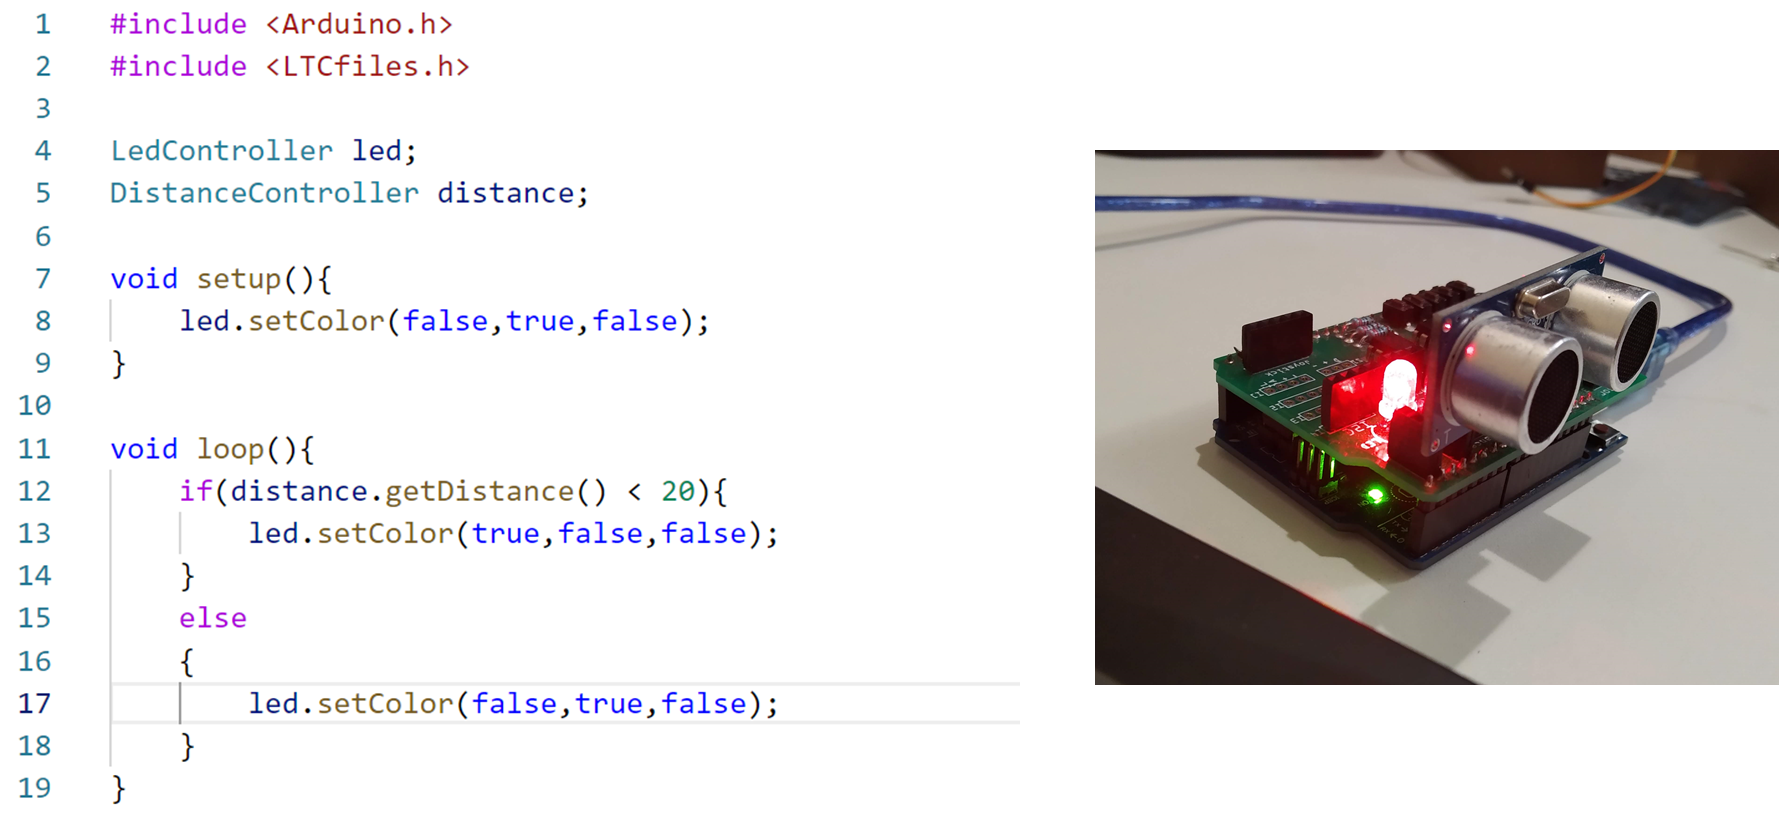 1 #include <Arduino.h>
2 #include <LTCfiles.h>
3
4 LedController led;
5 DistanceController distance;
6
7 void setup(){
8 led.setColor(false,true,false);
9 }
10
11 void loop(){
12 if(distance.getDistance() < 20){
13 led.setColor(true,false,false);
14 }
15 else
16 {
17 led.setColor(false,true,false);
18 }
19 }
Joystick